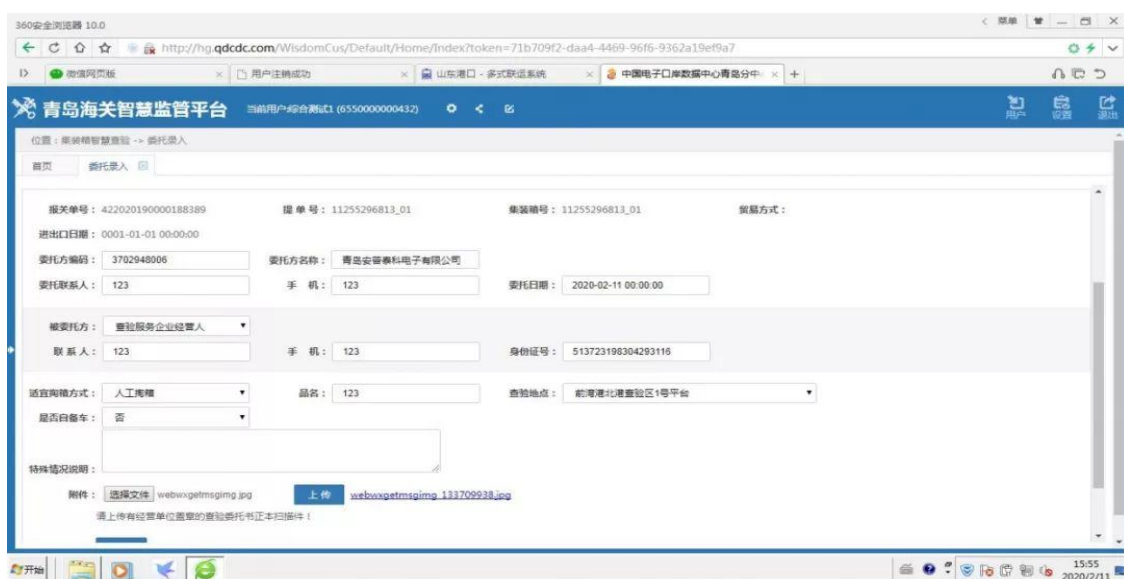 360安全浏览器 10.0
菜单
http://hg.qdcdc.com/WisdomCus/Default/Home/Index?token=71b709f2-daa4-4469-96f6-9362a19ef9a7
微信网页版 × 用户注销成功 × 山东港口 - 多式联运系统 × 中国电子口岸数据中心青岛分中 × +
青岛海关智慧监管平台 当前用户:综合测试1 (6550000000432) 用户 设置 退出
位置：集装箱智慧查验 -> 委托录入
首页 委托录入
报关单号： 422020190000188389 提 单 号： 11255296813_01 集装箱号： 11255296813_01 贸易方式：
进出口日期： 0001-01-01 00:00:00
委托方编码： 3702948006 委托方名称： 青岛安普泰科电子有限公司
委托联系人： 123 手 机： 123 委托日期： 2020-02-11 00:00:00
被委托方： 查验服务企业经营人
联 系 人： 123 手 机： 123 身份证号： 513723198304293116
适宜掏箱方式： 人工掏箱 品名： 123 查验地点： 前湾港北港查验区1号平台
是否自备车： 否
特殊情况说明：
附件： 选择文件 webwxgetmsgimg.jpg 上 传 webwxgetmsgimg_133709938.jpg
请上传有经营单位盖章的查验委托书正本扫描件！
开始 15:55
2020/2/11